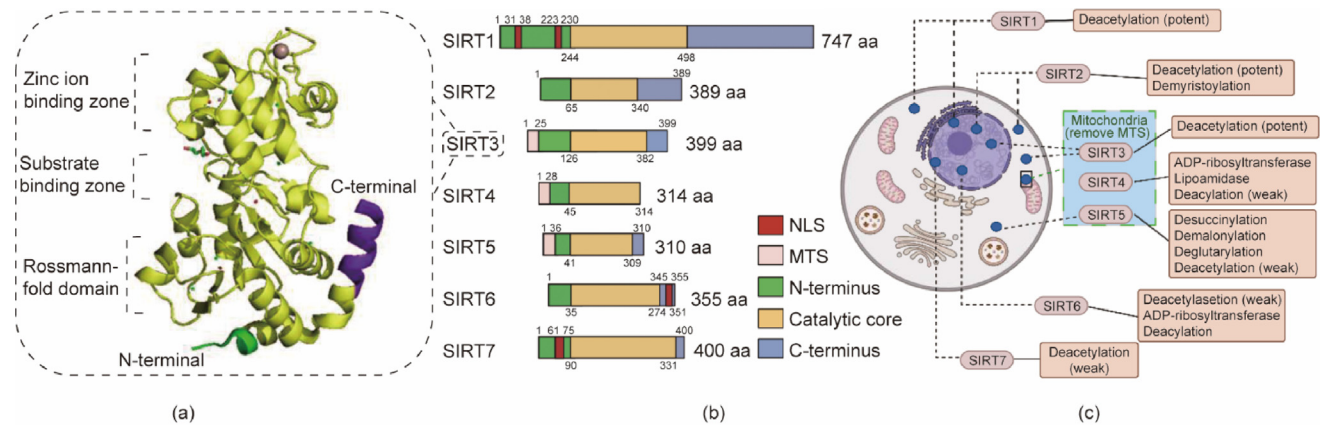 (a)
Zinc ion
binding zone
Substrate
binding zone
Rossmann-
fold domain
N-terminal
C-terminal
(b)
SIRT1
1 31 38 223 230
244 498
747 aa
SIRT2
1 389
65 340
389 aa
SIRT3
1 25 399
126 382
399 aa
SIRT4
1 28
45 314
314 aa
SIRT5
1 36 310
41 309
310 aa
SIRT6
1 345 355
35 274 351
355 aa
SIRT7
1 61 75 400
90 331
400 aa
NLS
MTS
N-terminus
Catalytic core
C-terminus
(c)
SIRT1
Deacetylation (potent)
SIRT2
Deacetylation (potent)
Demyristoylation
Mitochondria
(remove MTS)
SIRT3
Deacetylation (potent)
SIRT4
ADP-ribosyltransferase
Lipoamidase
Deacylation (weak)
SIRT5
Desuccinylation
Demalonylation
Deglutarylation
Deacetylation (weak)
SIRT6
Deacetylasetion (weak)
ADP-ribosyltransferase
Deacylation
SIRT7
Deacetylation
(weak)